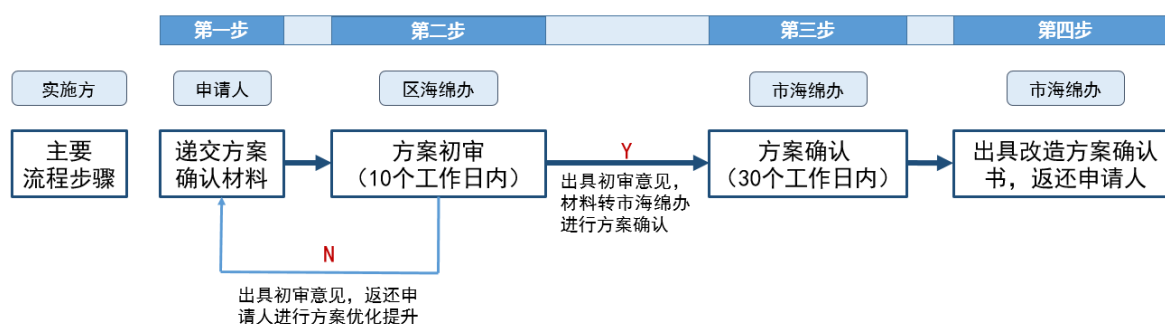 第一步
第二步
第三步
第四步
实施方
申请人
区海绵办
市海绵办
市海绵办
主要
流程步骤
递交方案
确认材料
方案初审
（10个工作日内）
Y
出具初审意见，
材料转市海绵办
进行方案确认
方案确认
（30个工作日内）
出具改造方案确认
书，返还申请人
N
出具初审意见，返还申
请人进行方案优化提升